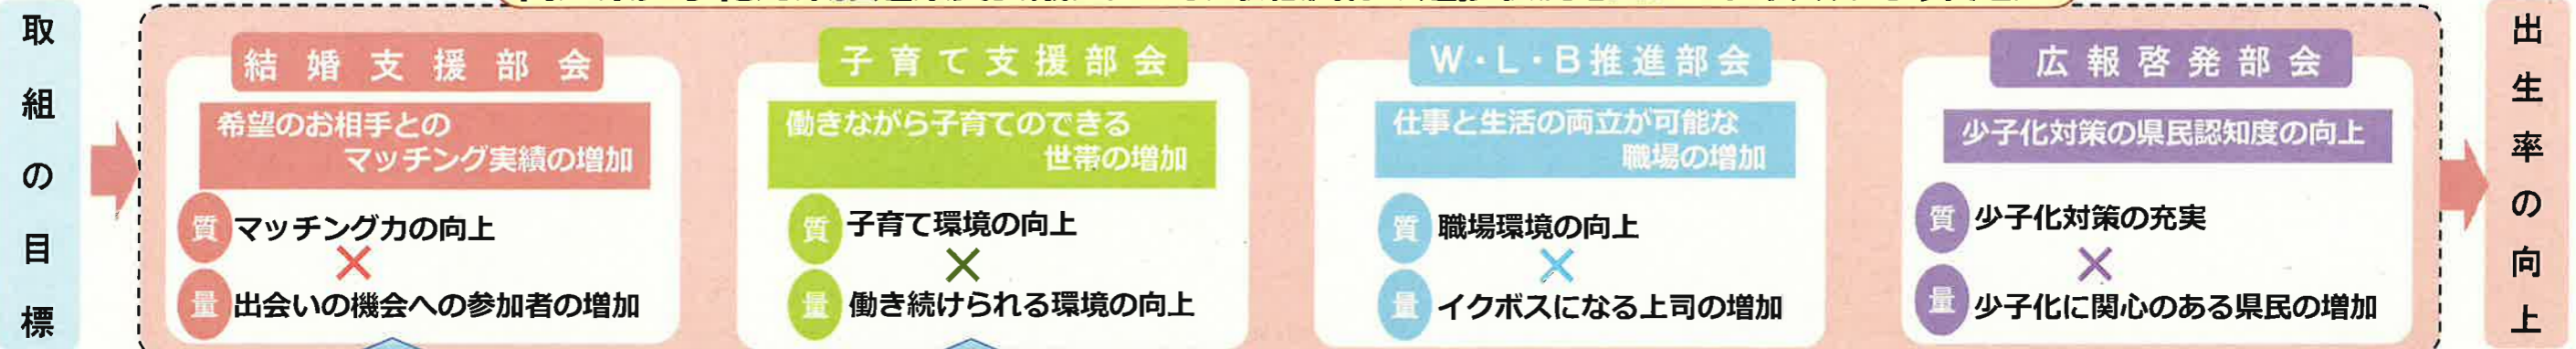 取組の目標
結婚支援部会
希望のお相手との
マッチング実績の増加
質 マッチング力の向上
×
量 出会いの機会への参加者の増加
子育て支援部会
働きながら子育てのできる
世帯の増加
質 子育て環境の向上
×
量 働き続けられる環境の向上
W・L・B推進部会
仕事と生活の両立が可能な
職場の増加
質 職場環境の向上
×
量 イクボスになる上司の増加
広報啓発部会
少子化対策の県民認知度の向上
質 少子化対策の充実
×
量 少子化に関心のある県民の増加
出生率の向上